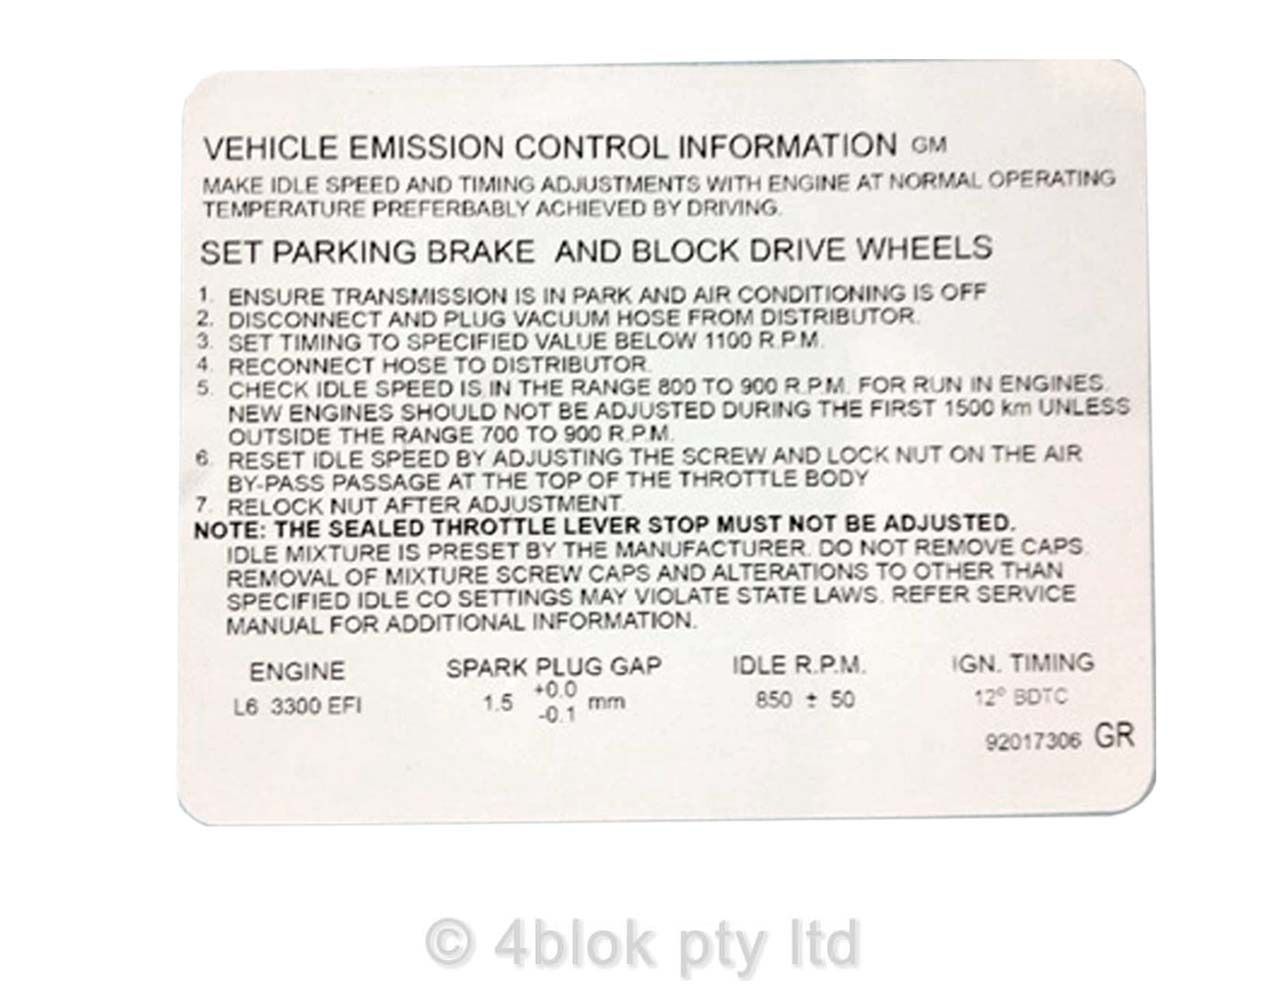 VEHICLE EMISSION CONTROL INFORMATION GM
MAKE IDLE SPEED AND TIMING ADJUSTMENTS WITH ENGINE AT NORMAL OPERATING
TEMPERATURE PREFERBABLY ACHIEVED BY DRIVING.
SET PARKING BRAKE AND BLOCK DRIVE WHEELS
1. ENSURE TRANSMISSION IS IN PARK AND AIR CONDITIONING IS OFF
2. DISCONNECT AND PLUG VACUUM HOSE FROM DISTRIBUTOR.
3. SET TIMING TO SPECIFIED VALUE BELOW 1100 R.P.M.
4. RECONNECT HOSE TO DISTRIBUTOR.
5. CHECK IDLE SPEED IS IN THE RANGE 800 TO 900 R.P.M. FOR RUN IN ENGINES.
NEW ENGINES SHOULD NOT BE ADJUSTED DURING THE FIRST 1500 km UNLESS
OUTSIDE THE RANGE 700 TO 900 R.P.M.
6. RESET IDLE SPEED BY ADJUSTING THE SCREW AND LOCK NUT ON THE AIR
BY-PASS PASSAGE AT THE TOP OF THE THROTTLE BODY
7. RELOCK NUT AFTER ADJUSTMENT.
NOTE: THE SEALED THROTTLE LEVER STOP MUST NOT BE ADJUSTED.
IDLE MIXTURE IS PRESET BY THE MANUFACTURER. DO NOT REMOVE CAPS.
REMOVAL OF MIXTURE SCREW CAPS AND ALTERATIONS TO OTHER THAN
SPECIFIED IDLE CO SETTINGS MAY VIOLATE STATE LAWS. REFER SERVICE
MANUAL FOR ADDITIONAL INFORMATION.
ENGINE SPARK PLUG GAP IDLE R.P.M. IGN. TIMING
L6 3300 EFI 1.5 +0.0 -0.1 mm 850 ± 50 12º BDTC
92017306 GR
© 4blok pty ltd